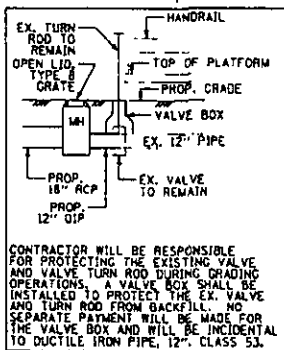 HANDRAIL
EX. TURN
ROD TO
REMAIN
OPEN LID,
TYPE 8
GRATE
TOP OF PLATFORM
PROP. GRADE
VALVE BOX
MH
EX. 12" PIPE
PROP.
18" RCP
PROP.
12" DIP
EX. VALVE
TO REMAIN
CONTRACTOR WILL BE RESPONSIBLE
FOR PROTECTING THE EXISTING VALVE
AND VALVE TURN ROD DURING GRADING
OPERATIONS. A VALVE BOX SHALL BE
INSTALLED TO PROTECT THE EX. VALVE
AND TURN ROD FROM BACKFILL. NO
SEPARATE PAYMENT WILL BE MADE FOR
THE VALVE BOX AND WILL BE INCIDENTAL
TO DUCTILE IRON PIPE, 12", CLASS 53.